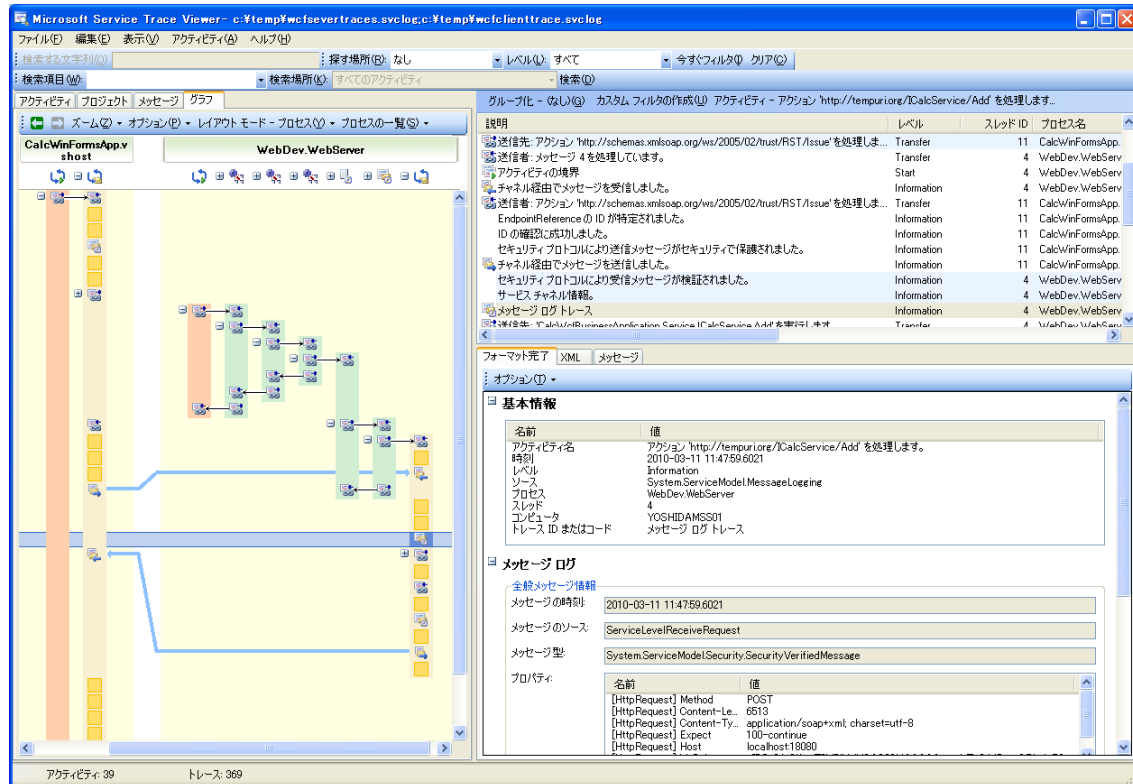 Microsoft Service Trace Viewer- c:¥temp¥wcfsevertraces.svclog;c:¥temp¥wcfclienttrace.svclog
ファイル(F) 編集(E) 表示(V) アクティビティ(A) ヘルプ(H)
検索する文字列(O) 探す場所(R): なし レベル(L): すべて 今すぐフィルタ(I) クリア(C)
検索項目(W): 検索場所(K): すべてのアクティビティ 検索(D)
アクティビティ プロジェクト メッセージ グラフ
ズーム(Z) オプション(P) レイアウト モード - プロセス(Y) プロセスの一覧(S)
CalcWinFormsApp.v
shost
WebDev.WebServer
グループ化 - (なし)(G) カスタム フィルタの作成(U) アクティビティ - アクション 'http://tempuri.org/ICalcService/Add' を処理します...
説明 レベル スレッド ID プロセス名
送信先: アクション 'http://schemas.xmlsoap.org/ws/2005/02/trust/RST/Issue' を処理しま... Transfer 11 CalcWinFormsApp.
送信者: メッセージ 4 を処理しています。 Transfer 4 WebDev.WebServ
アクティビティの境界 Start 4 WebDev.WebServ
チャネル経由でメッセージを受信しました。 Information 4 WebDev.WebServ
送信者: アクション 'http://schemas.xmlsoap.org/ws/2005/02/trust/RST/Issue' を処理しま... Transfer 11 CalcWinFormsApp.
EndpointReference の ID が特定されました。 Information 11 CalcWinFormsApp.
ID の確認に成功しました。 Information 11 CalcWinFormsApp.
セキュリティ プロトコルにより送信メッセージがセキュリティで保護されました。 Information 11 CalcWinFormsApp.
チャネル経由でメッセージを送信しました。 Information 11 CalcWinFormsApp.
セキュリティ プロトコルにより受信メッセージが検証されました。 Information 4 WebDev.WebServ
サービス チャネル情報。 Information 4 WebDev.WebServ
メッセージ ログ トレース Information 4 WebDev.WebServ
送信先: 'CalcWcfBusinessApplication.Service.ICalcService.Add' を実行します Transfer 4 WebDev.WebServ
フォーマット完了 XML メッセージ
オプション(T)
基本情報
名前 値
アクティビティ名 アクション 'http://tempuri.org/ICalcService/Add' を処理します。
時刻 2010-03-11 11:47:59.6021
レベル Information
ソース System.ServiceModel.MessageLogging
プロセス WebDev.WebServer
スレッド 4
コンピュータ YOSHIDAMSS01
トレース ID またはコード メッセージ ログ トレース
メッセージ ログ
全般メッセージ情報
メッセージの時刻: 2010-03-11 11:47:59.6021
メッセージのソース: ServiceLevelReceiveRequest
メッセージ型: System.ServiceModel.Security.SecurityVerifiedMessage
プロパティ: 名前 値
[HttpRequest] Method POST
[HttpRequest] Content-Le... 6513
[HttpRequest] Content-Ty... application/soap+xml; charset=utf-8
[HttpRequest] Expect 100-continue
[HttpRequest] Host localhost:18080
アクティビティ: 39 トレース: 369